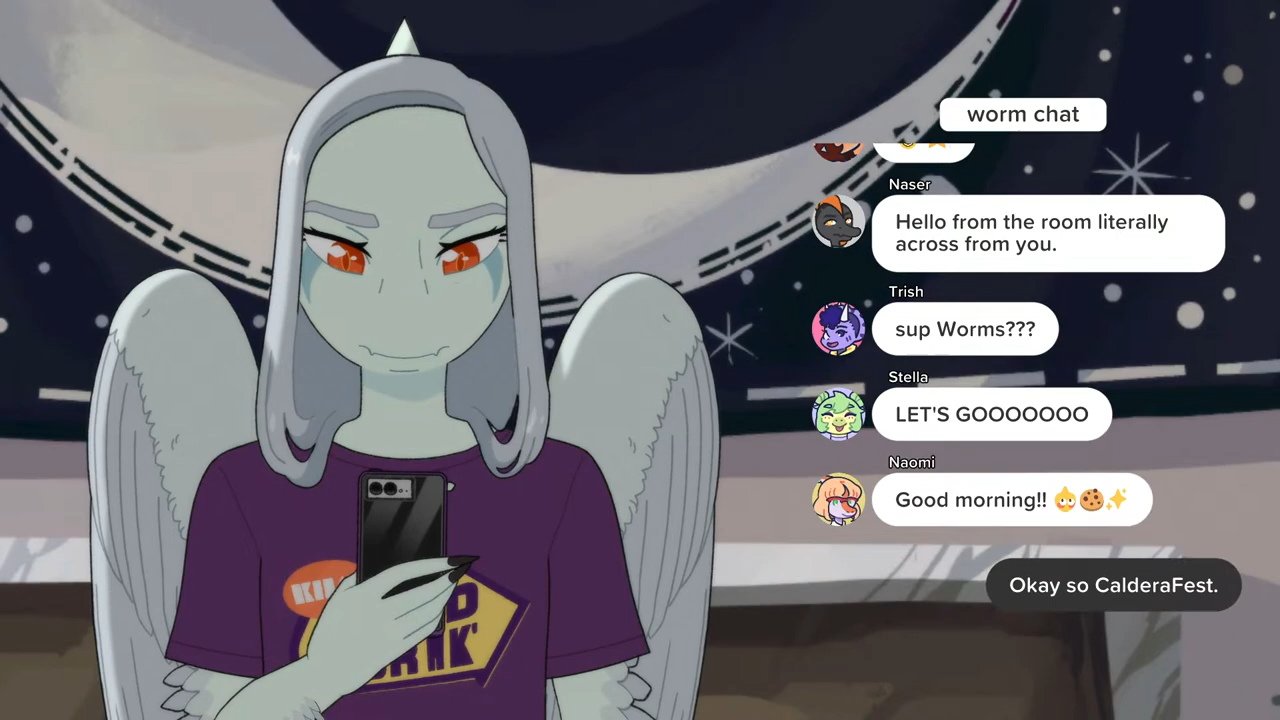 worm chat
Naser
Hello from the room literally
across from you.
Trish
sup Worms???
Stella
LET'S GOOOOOOO
Naomi
Good morning!! 🍪✨
Okay so CalderaFest.